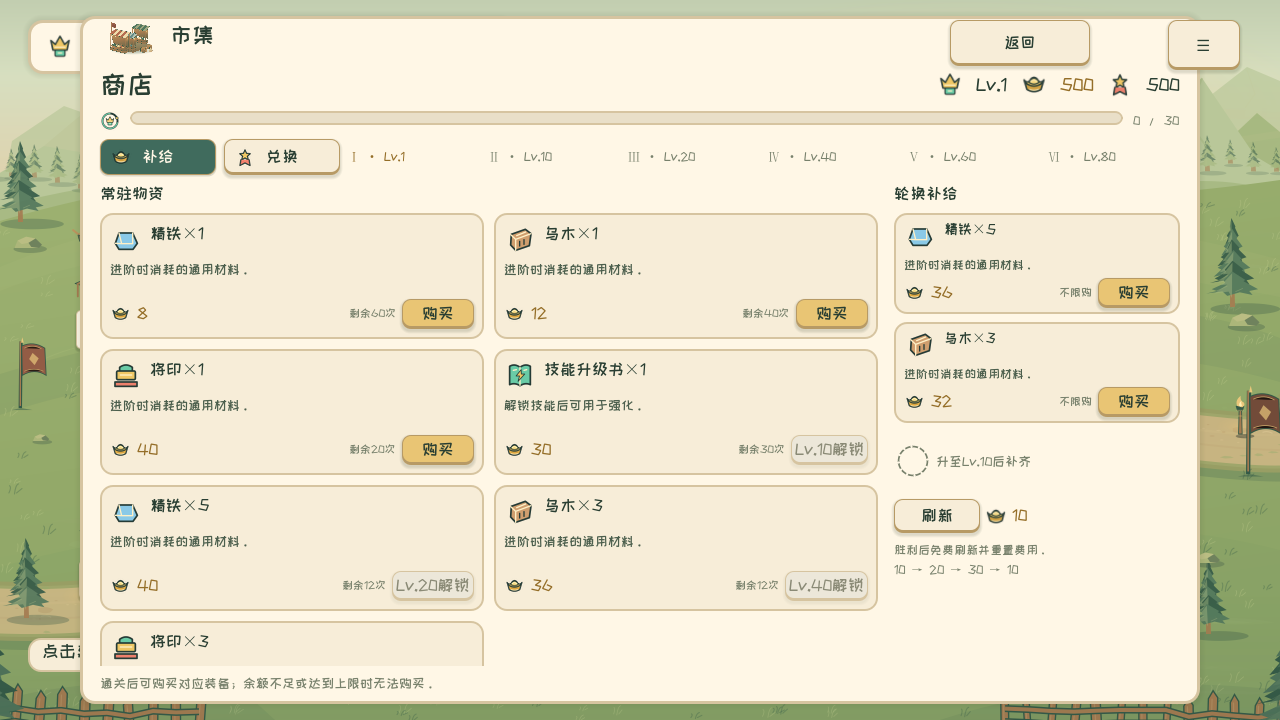 市集
返回
商店
Lv.1 500 500
0 / 30
补给 兑换 I · Lv.1 II · Lv.10 III · Lv.20 IV · Lv.40 V · Lv.60 VI · Lv.80
常驻物资
精铁×1
进阶时消耗的通用材料.
8 剩余60次 购买
乌木×1
进阶时消耗的通用材料.
12 剩余40次 购买
将印×1
进阶时消耗的通用材料.
40 剩余20次 购买
技能升级书×1
解锁技能后可用于强化.
30 剩余30次 Lv.10解锁
精铁×5
进阶时消耗的通用材料.
40 剩余12次 Lv.20解锁
乌木×3
进阶时消耗的通用材料.
36 剩余12次 Lv.40解锁
将印×3
轮换补给
精铁×5
进阶时消耗的通用材料.
36 不限购 购买
乌木×3
进阶时消耗的通用材料.
32 不限购 购买
升至Lv.10后补齐
刷新 10
胜利后免费刷新并重置费用.
10 → 20 → 30 → 10
通关后可购买对应装备; 余额不足或达到上限时无法购买.
点击